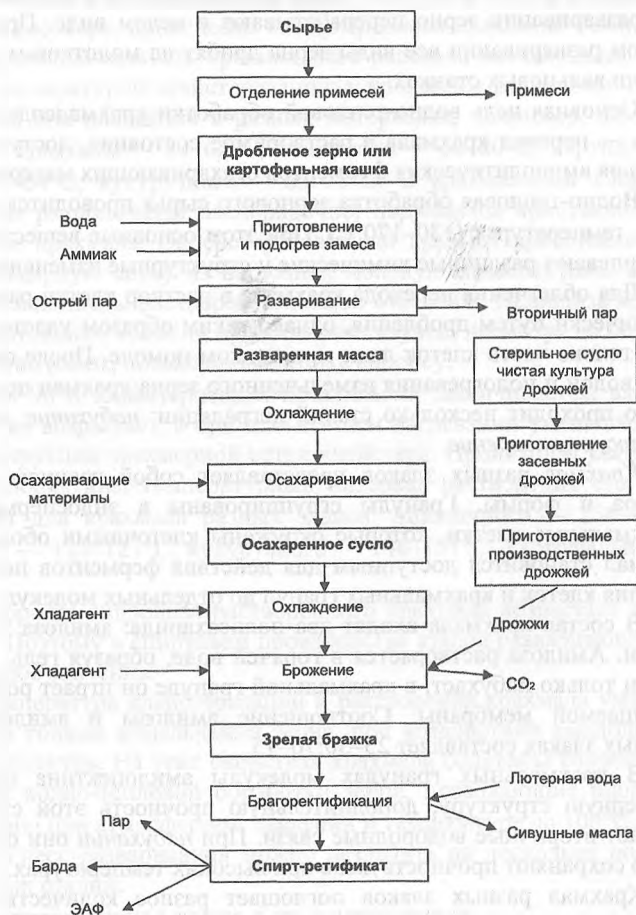 Сырье
Отделение примесей
Примеси
Дробленое зерно или
картофельная кашка
Вода
Аммиак
Приготовление
и подогрев замеса
Острый пар
Разваривание
Вторичный пар
Разваренная масса
Стерильное сусло
чистая культура
дрожжей
Охлаждение
Приготовление
засевных
дрожжей
Осахаривающие
материалы
Осахаривание
Осахаренное сусло
Приготовление
производственных
дрожжей
Хладагент
Охлаждение
Дрожжи
Хладагент
Брожение
CO₂
Зрелая бражка
Лютерная вода
Брагоректификация
Сивушные масла
Пар
Барда
Спирт-ректификат
ЭАФ